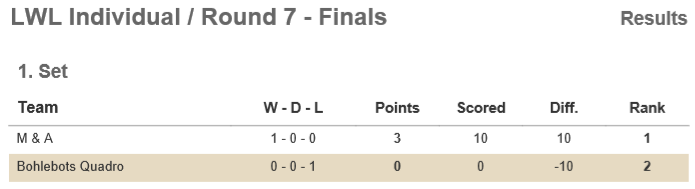 LWL Individual / Round 7 - Finals Results
1. Set
Team W - D - L Points Scored Diff. Rank
M & A 1 - 0 - 0 3 10 10 1
Bohlebots Quadro 0 - 0 - 1 0 0 -10 2